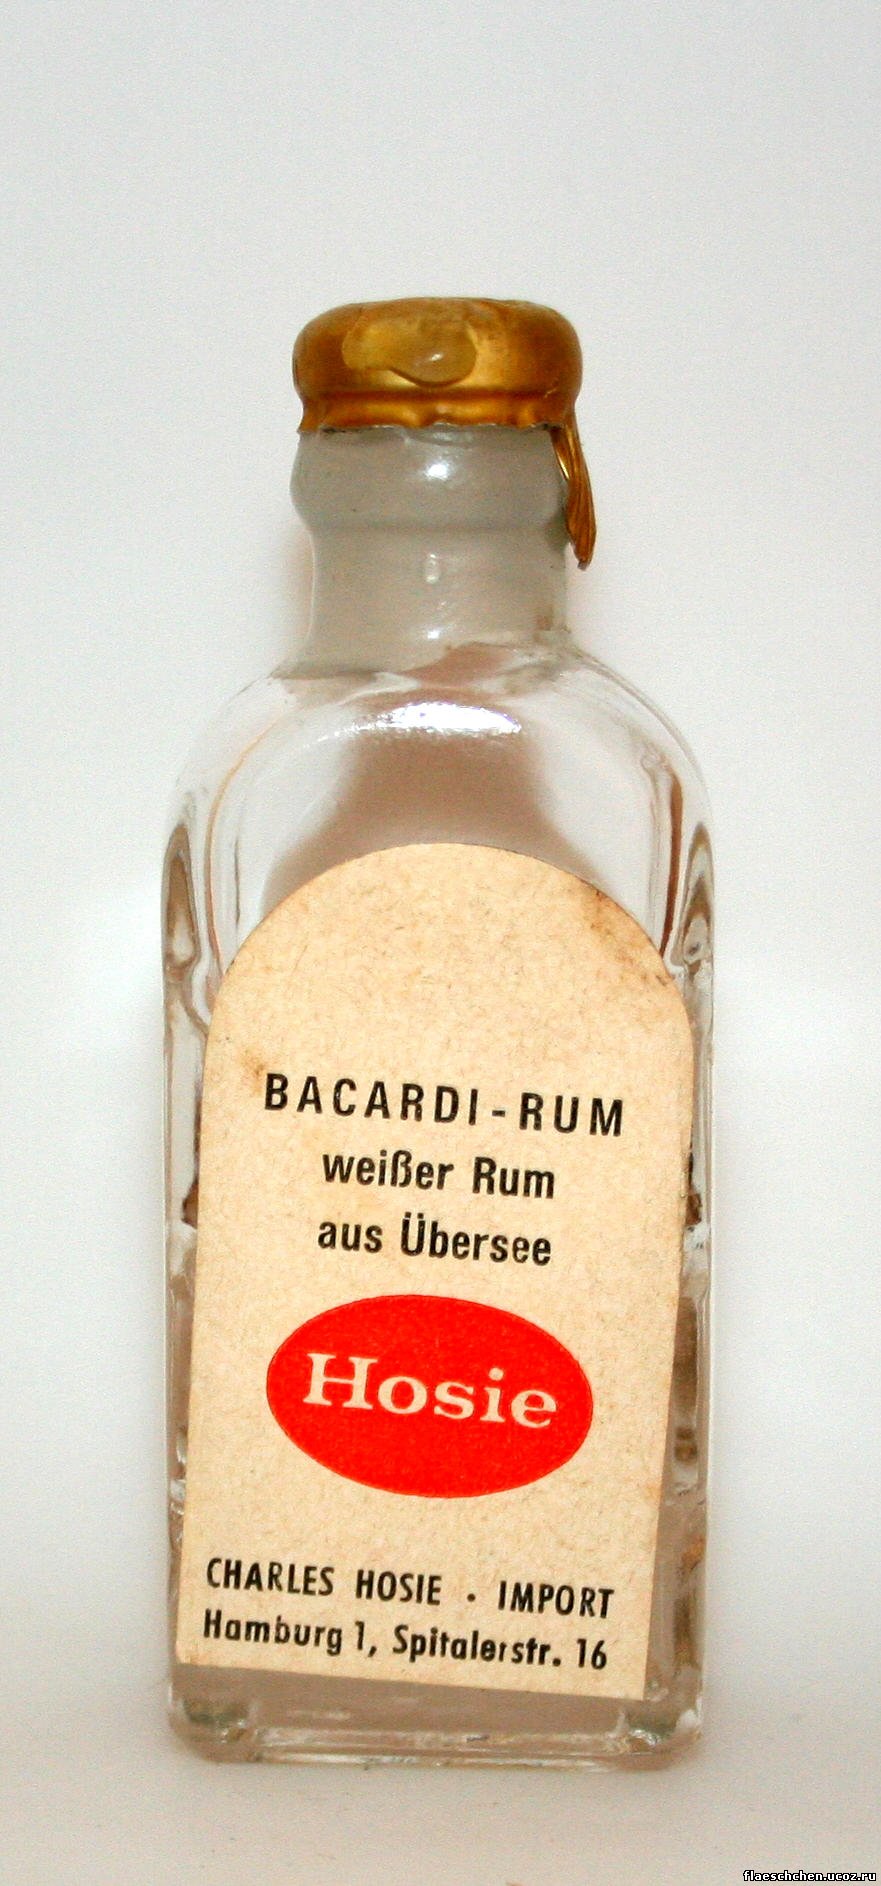 BACARDI-RUM
weißer Rum
aus Übersee
Hosie
CHARLES HOSIE · IMPORT
Hamburg 1, Spitalerstr. 16
flaeschchen.ucoz.ru